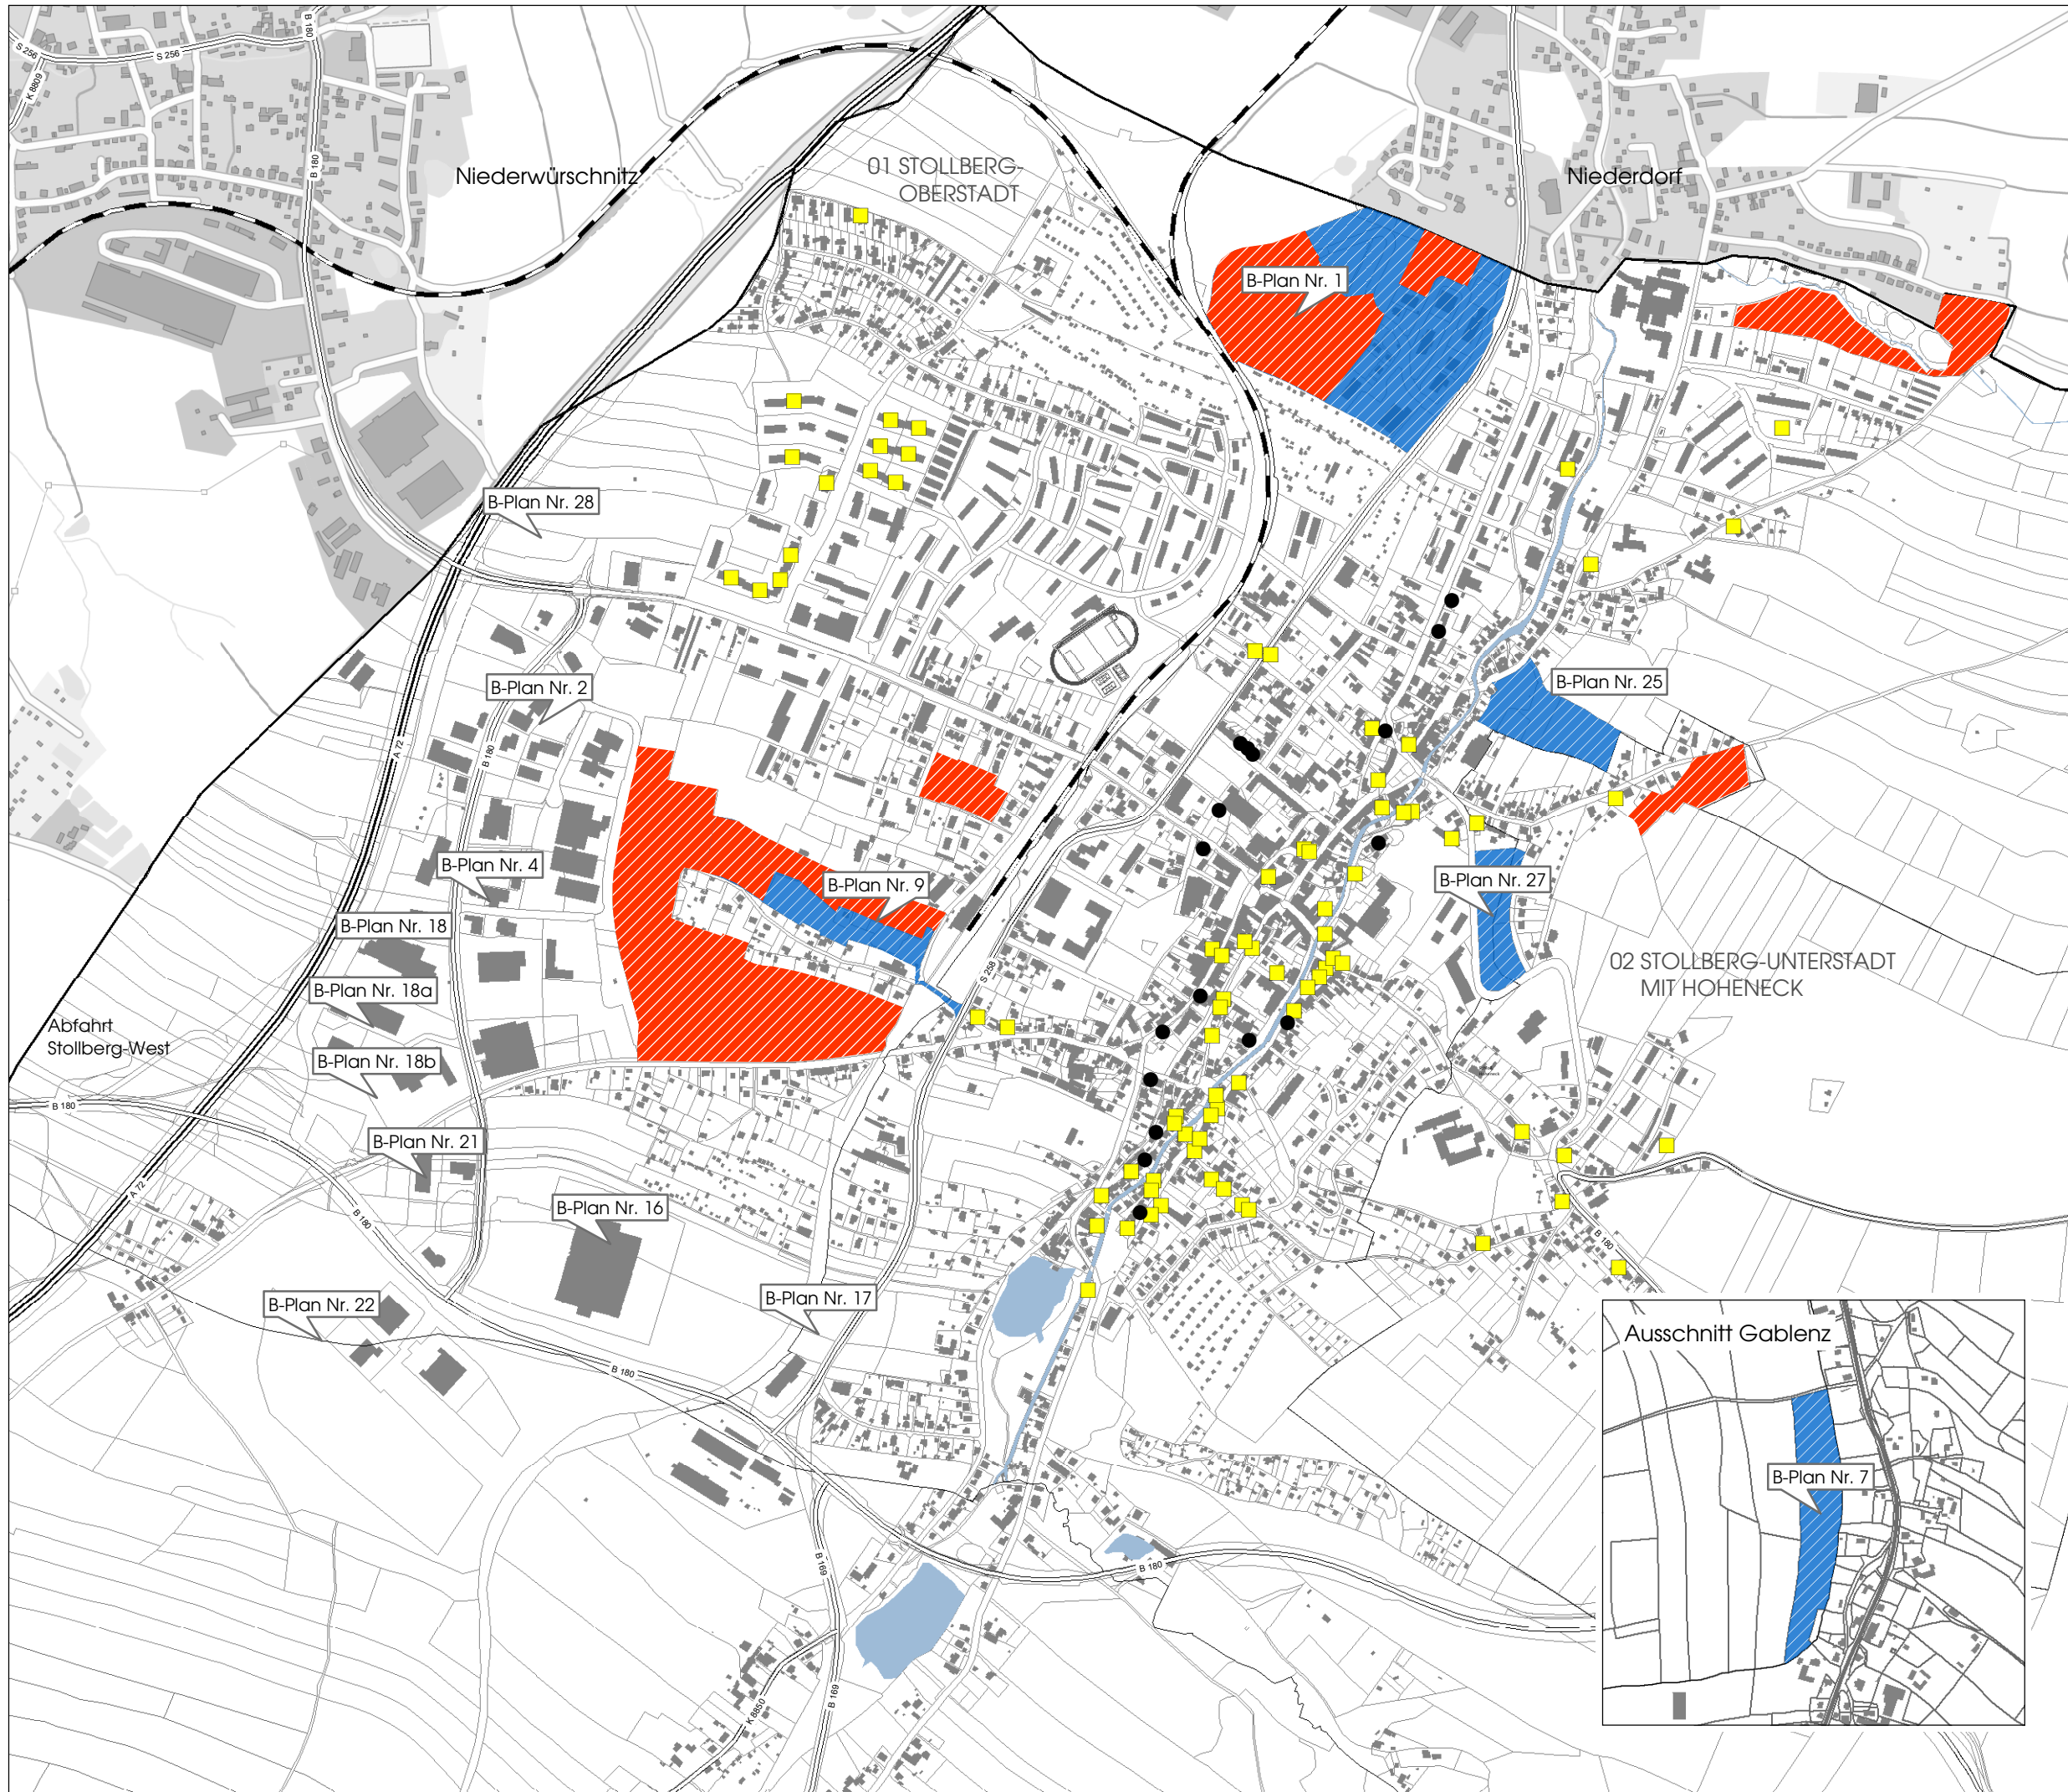 S 256
S 256
B 180
K 8809
B 180
Niederwürschnitz
01 STOLLBERG-
OBERSTADT
Niederdorf
B-Plan Nr. 1
B-Plan Nr. 28
B-Plan Nr. 2
B-Plan Nr. 25
A 72
B 180
B-Plan Nr. 4
B-Plan Nr. 9
B-Plan Nr. 27
B-Plan Nr. 18
S 258
02 STOLLBERG-UNTERSTADT
MIT HOHENECK
B-Plan Nr. 18a
Abfahrt
Stollberg-West
B-Plan Nr. 18b
B 180
B-Plan Nr. 21
A 72
B 180
B-Plan Nr. 16
B 180
B-Plan Nr. 22
B-Plan Nr. 17
Ausschnitt Gablenz
B 180
B-Plan Nr. 7
B 169
B 180
K 8850
B 169